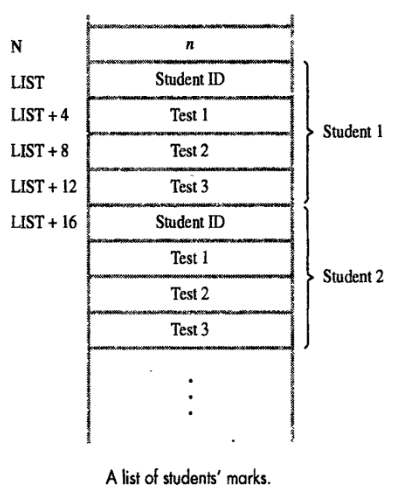 N n
LIST Student ID
LIST + 4 Test 1
LIST + 8 Test 2
LIST + 12 Test 3
Student 1
LIST + 16 Student ID
Test 1
Test 2
Test 3
Student 2
A list of students' marks.